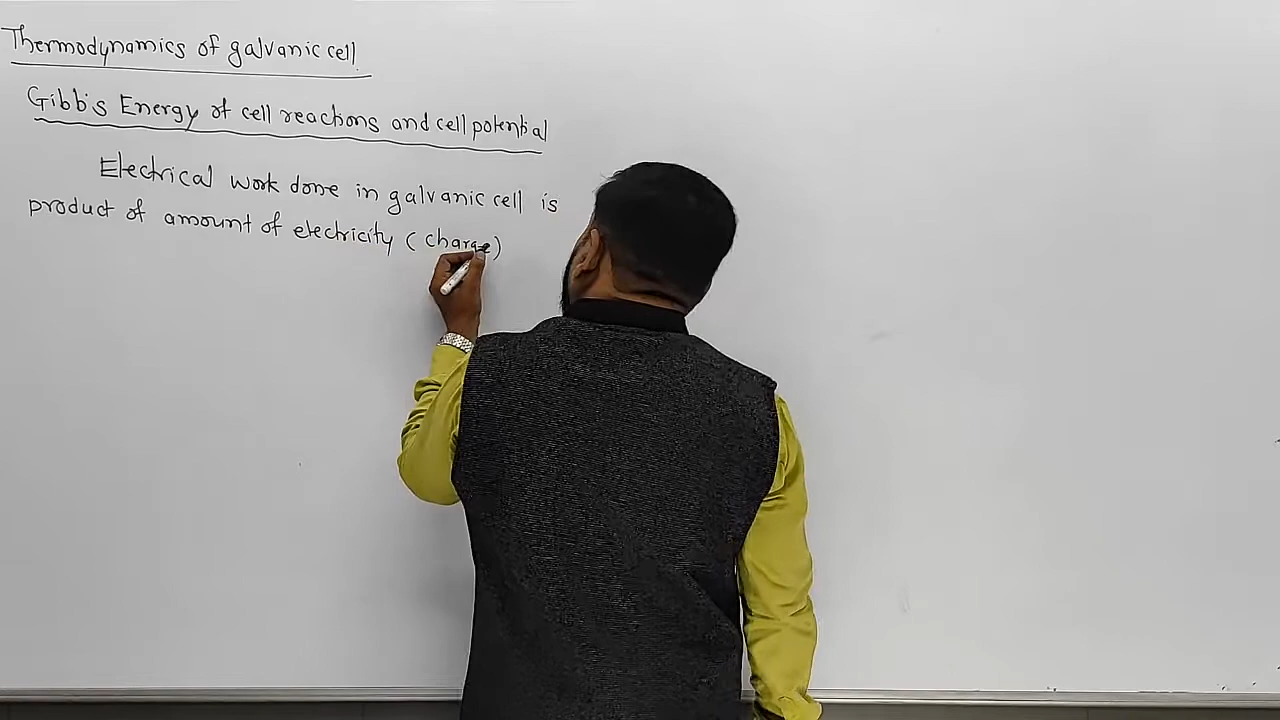 Thermodynamics of galvanic cell.
Gibb's Energy of cell reactions and cell potential
Electrical work done in galvanic cell is
product of amount of electricity (charge)